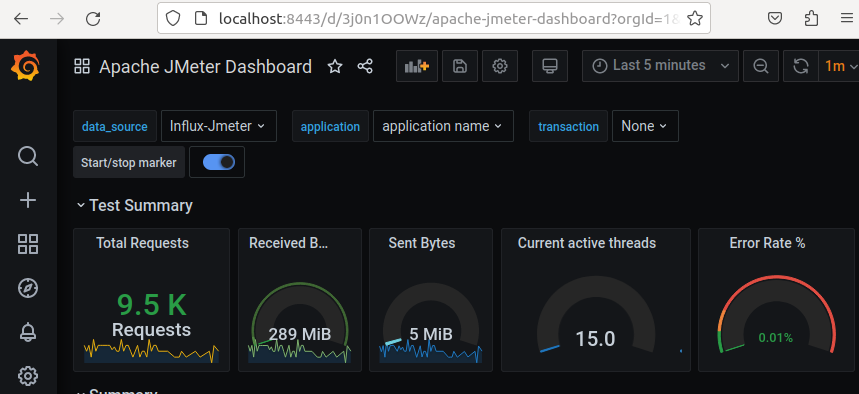 localhost:8443/d/3j0n1OOWz/apache-jmeter-dashboard?orgId=1&
Apache JMeter Dashboard
Last 5 minutes
1m
data_source
Influx-Jmeter
application
application name
transaction
None
Start/stop marker
Test Summary
Total Requests
Received B...
Sent Bytes
Current active threads
Error Rate %
9.5 K
Requests
289 MiB
5 MiB
15.0
0.01%
Summary